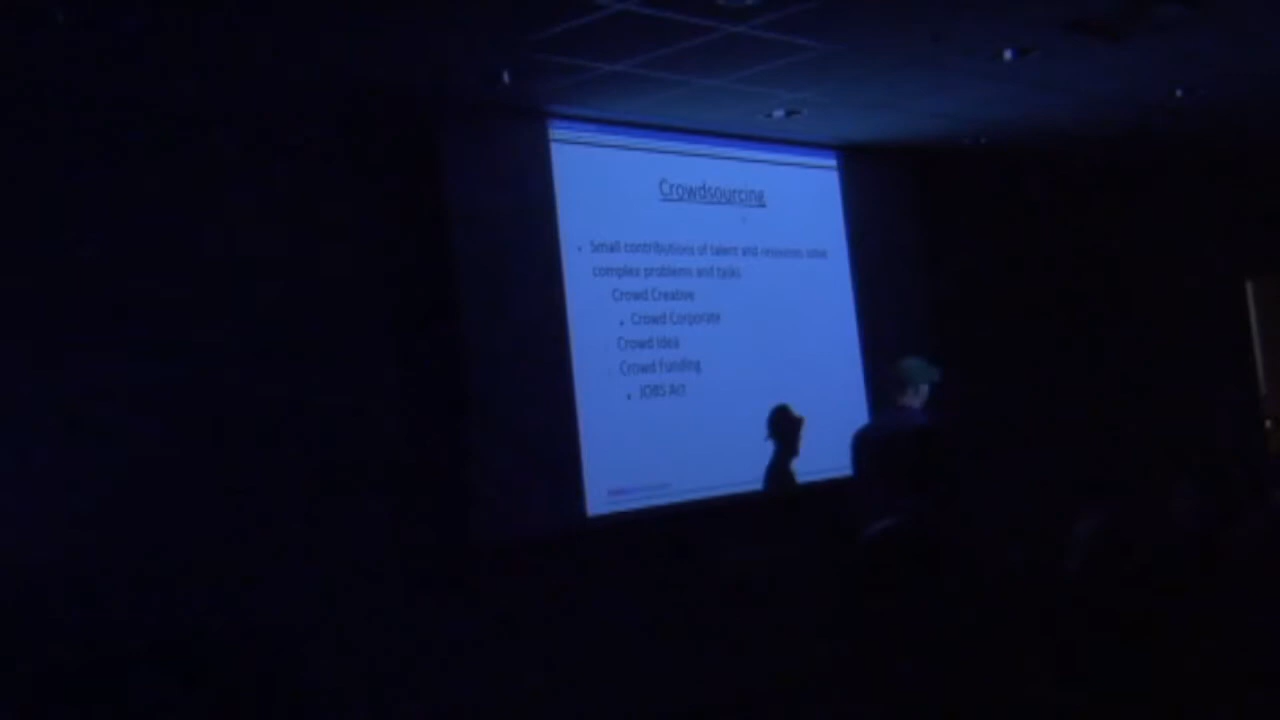 Crowdsourcing
Small contributions of talent and resources solve
complex problems and tasks
Crowd Creative
Crowd Corporate
Crowd Idea
Crowd Funding
JOBS Act